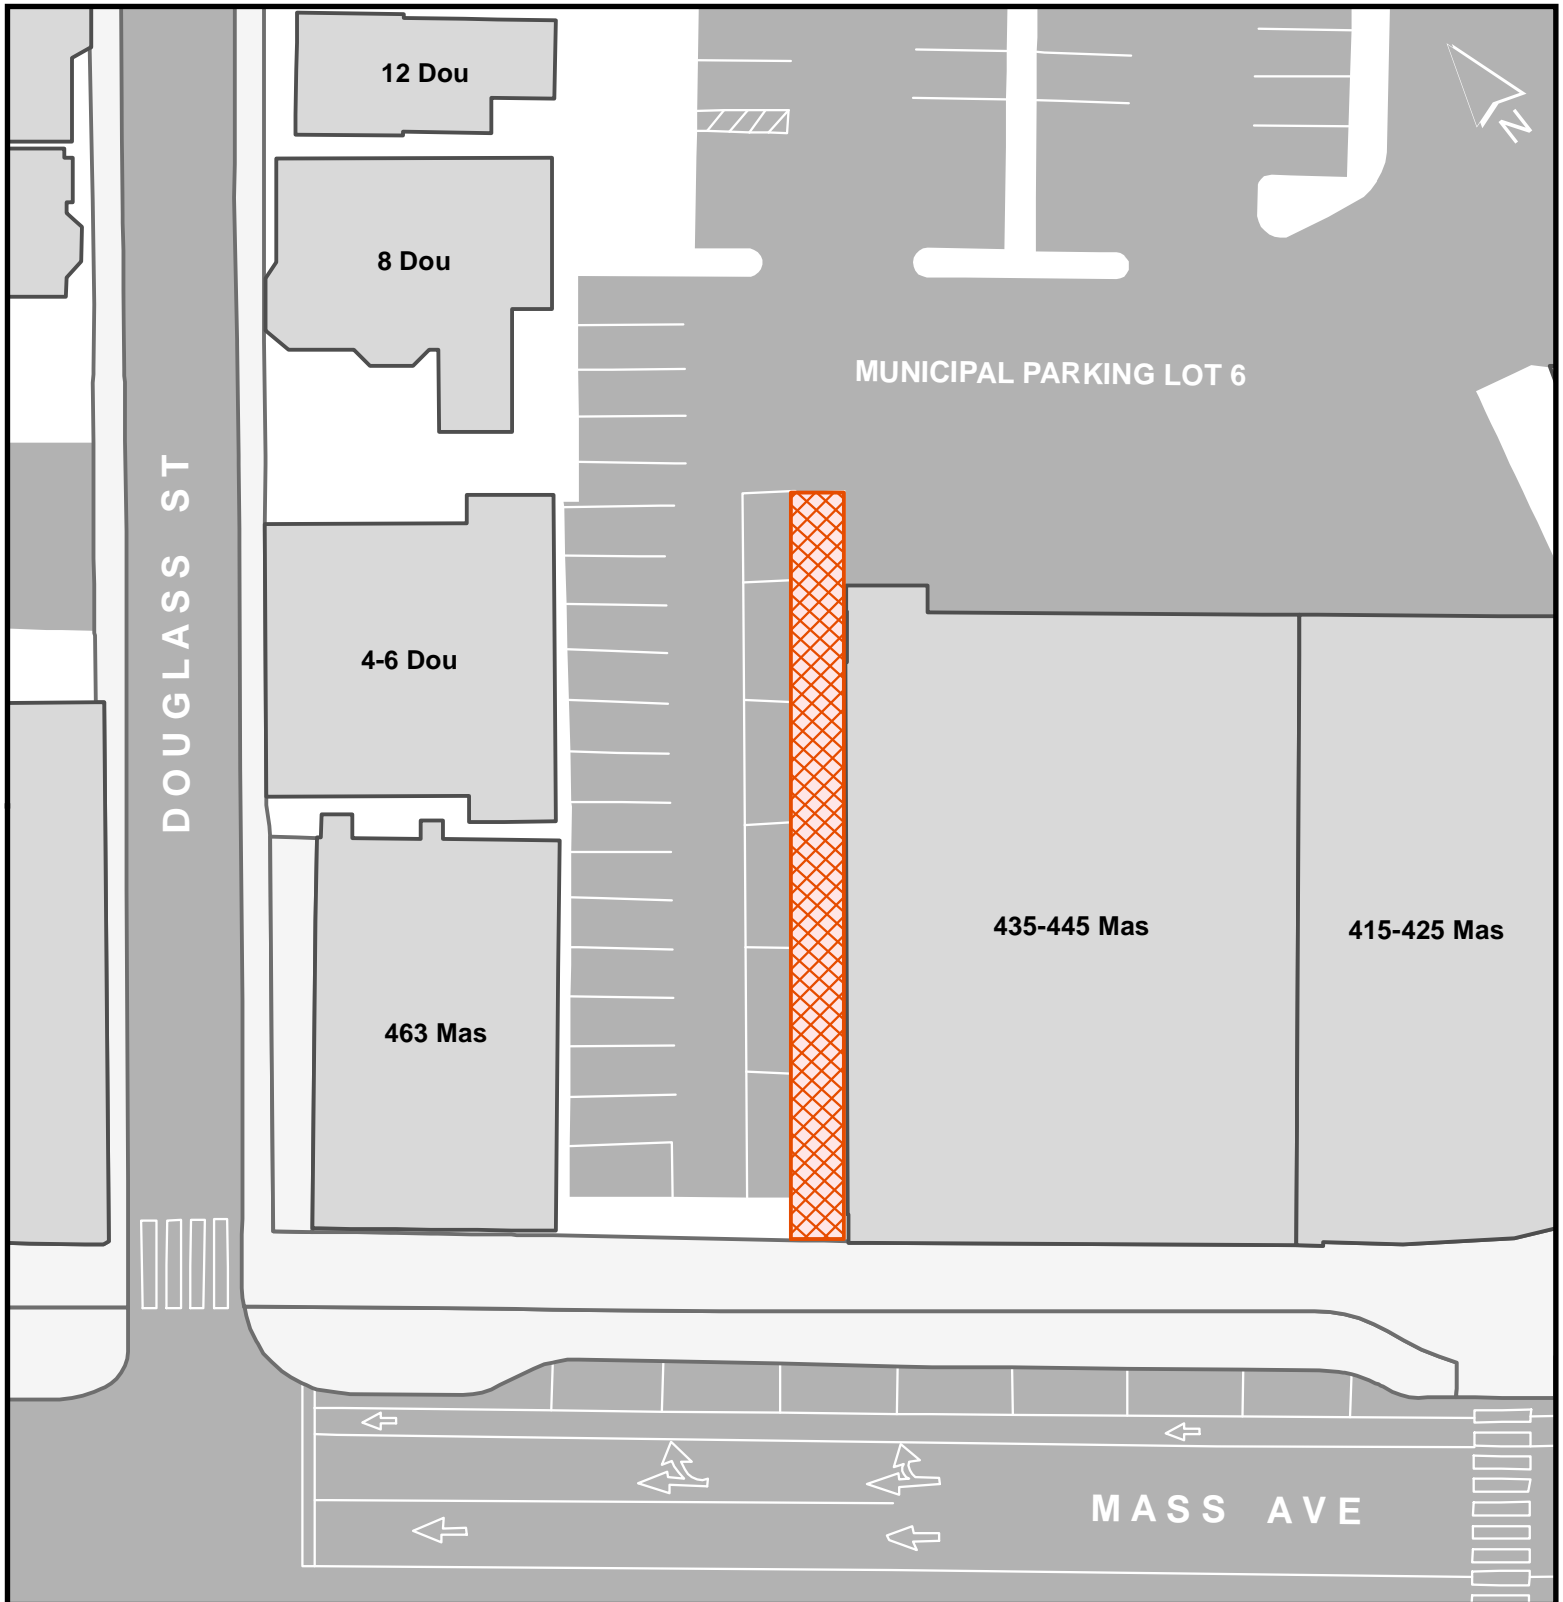 12 Dou
N
8 Dou
MUNICIPAL PARKING LOT 6
DOUGLASS ST
4-6 Dou
435-445 Mas
415-425 Mas
463 Mas
MASS AVE